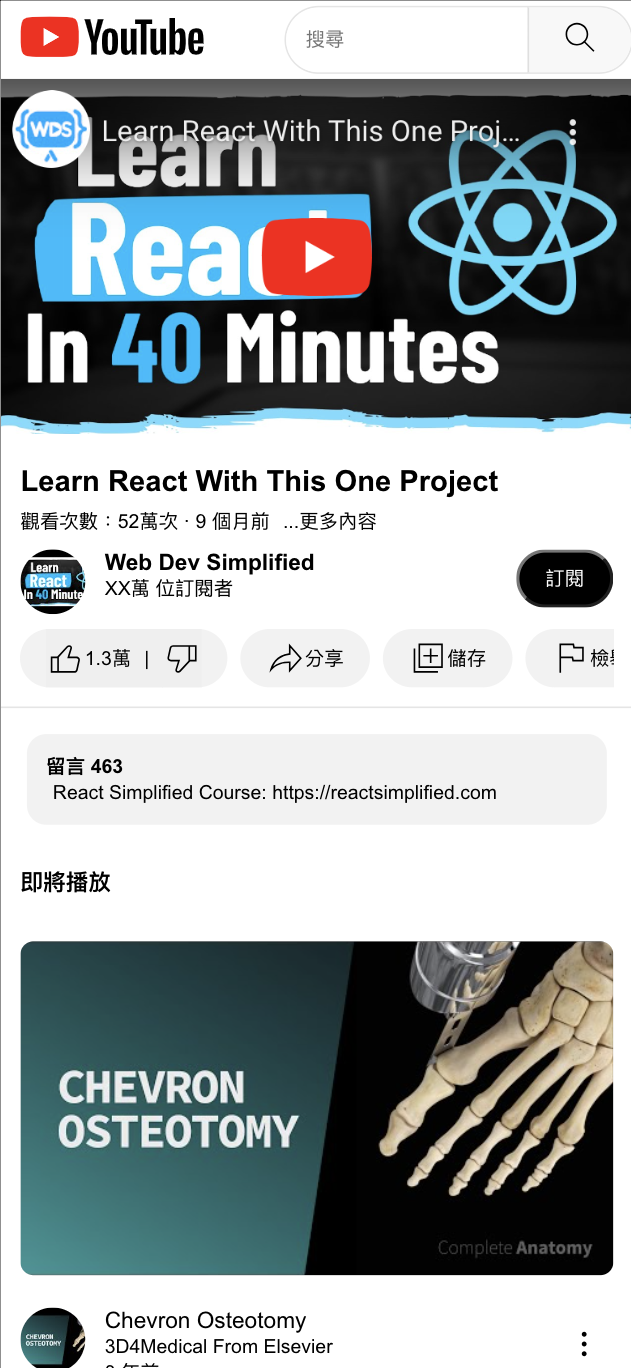 YouTube
搜尋
WDS
Learn React With This One Proj...
Learn
React
In 40 Minutes
Learn React With This One Project
觀看次數：52萬次 · 9 個月前 ...更多內容
Learn
React
In 40 Minute
Web Dev Simplified
XX萬 位訂閱者
訂閱
1.3萬 |
分享
儲存
留言 463
React Simplified Course: https://reactsimplified.com
即將播放
CHEVRON
OSTEOTOMY
Complete Anatomy
CHEVRON
OSTEOTOMY
Chevron Osteotomy
3D4Medical From Elsevier